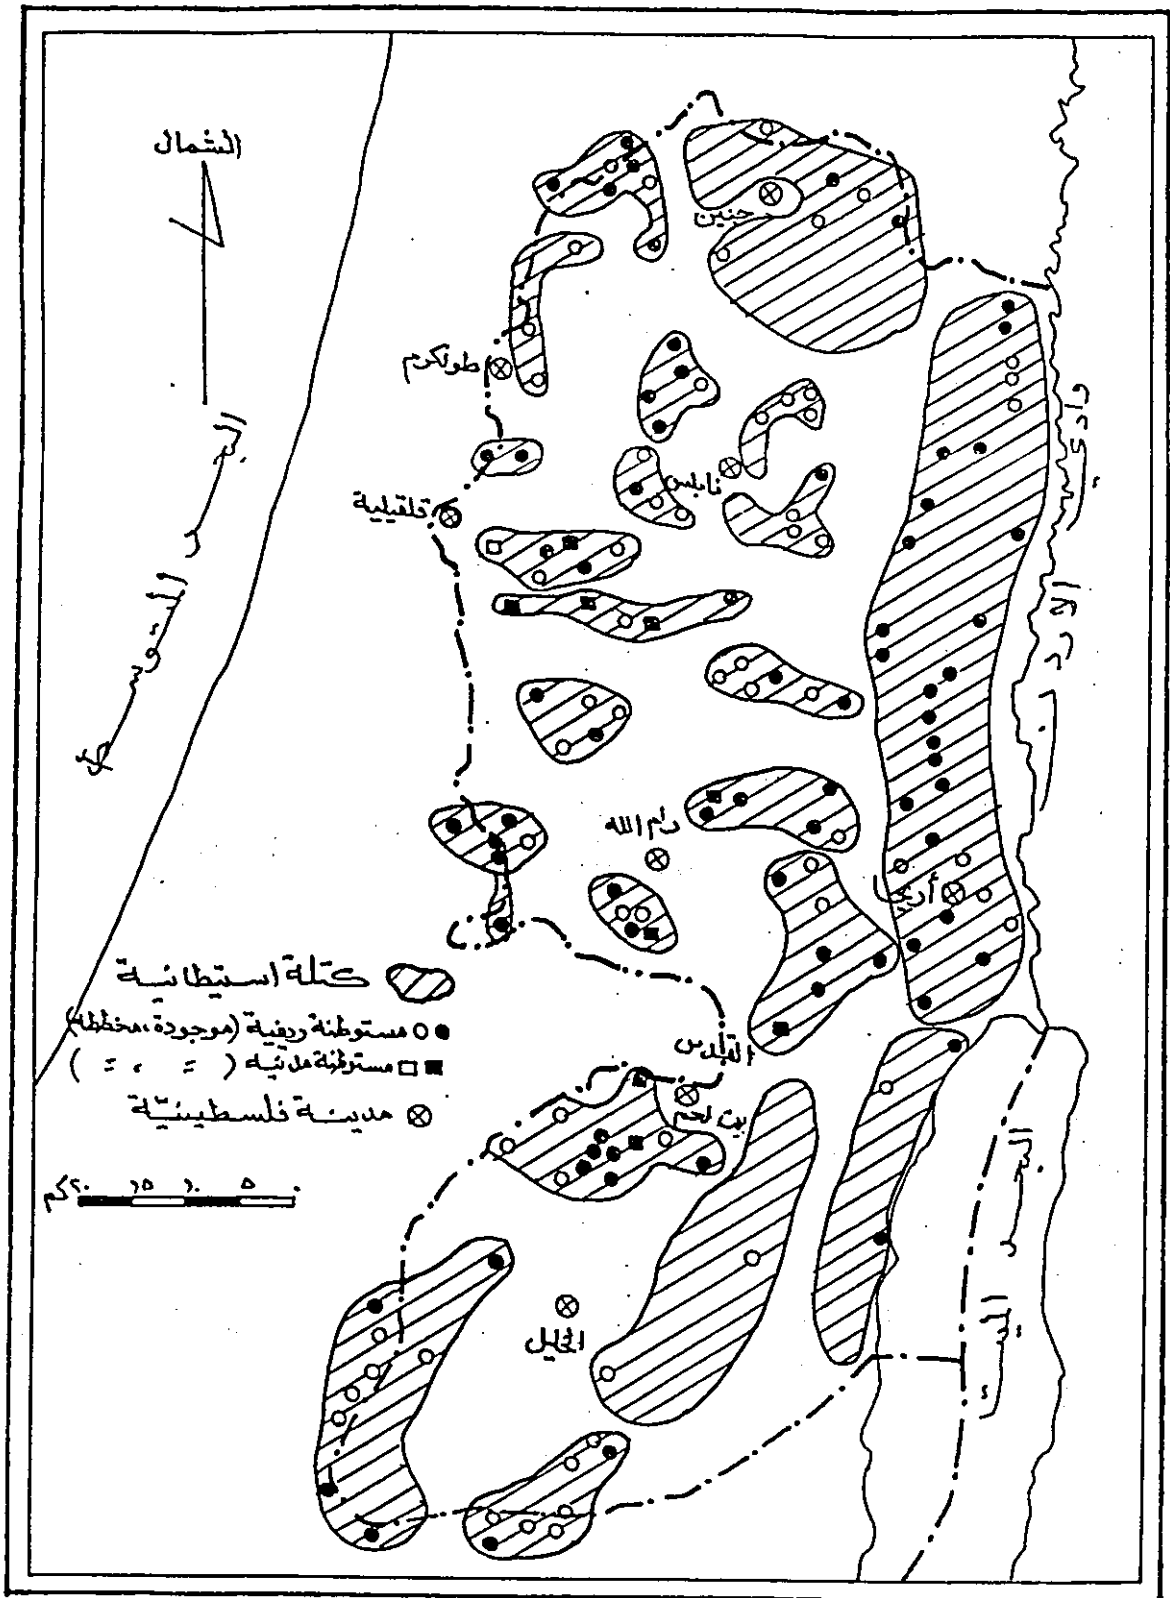 الشمال
البحر المتوسط
وادي الأردن
البحر الميت
جنين
طولكرم
نابلس
قلقيلية
رام الله
أريحا
القدس
بيت لحم
الخليل
كتلة استيطانية
مستوطنة ريفية (موجودة، مخططة)
مستوطنة مدنية ( = ، = )
مدينة فلسطينية
٠ ٥ ١٠ ١٥ ٢٠ كم